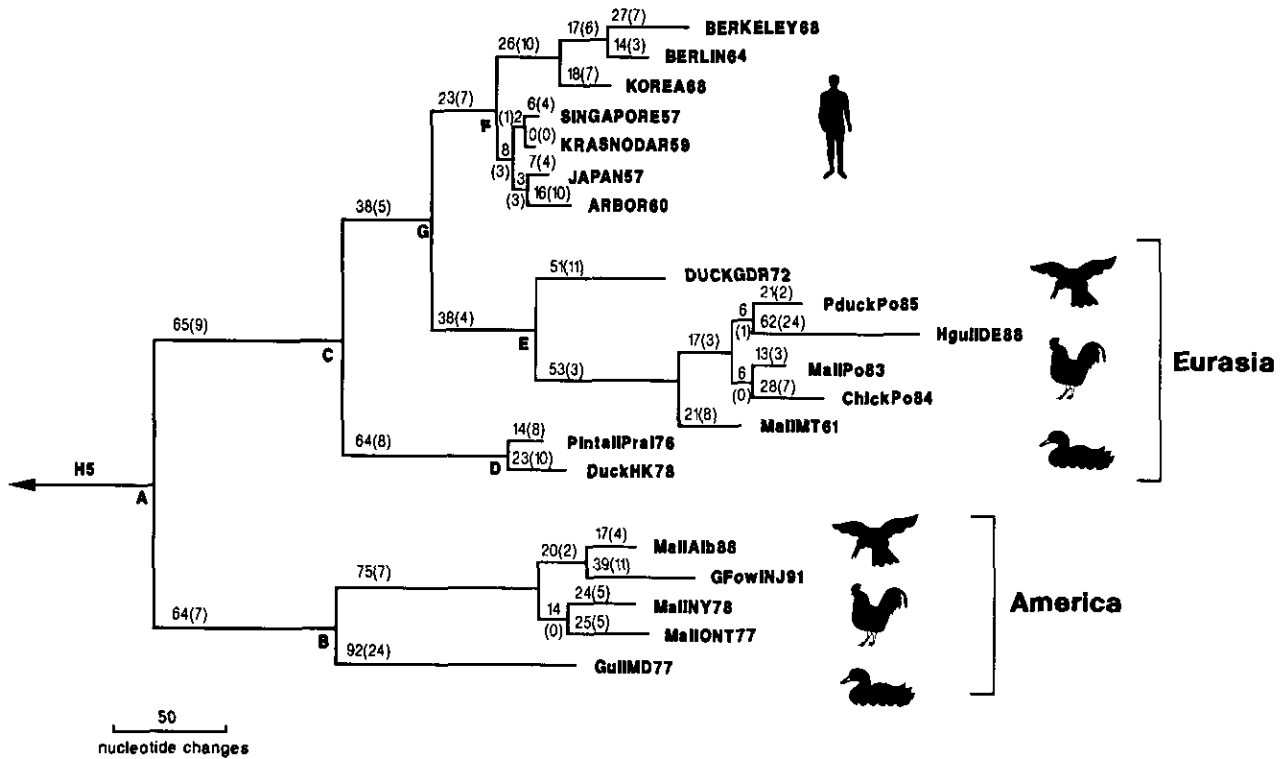 27(7)
17(6)
BERKELEY68
14(3)
26(10)
BERLIN64
18(7)
KOREA68
23(7)
6(4)
(1)2
SINGAPORE57
F
0(0)
8
KRASNODAR59
7(4)
(3)
3
JAPAN57
16(10)
(3)
ARBOR60
38(5)
G
51(11)
DUCKGDR72
21(2)
PduckPo85
6
62(24)
(1)
HgullDE88
65(9)
38(4)
17(3)
E
C
13(3)
MallPo83
6
53(3)
28(7)
(0)
ChickPo84
Eurasia
21(8)
MallMT61
14(8)
PintailPrai76
64(8)
23(10)
D
DuckHK78
H5
A
17(4)
MallAlb88
20(2)
39(11)
75(7)
GFowlNJ91
24(5)
MallNY78
14
America
64(7)
25(5)
(0)
MallONT77
B
92(24)
GullMD77
50
nucleotide changes